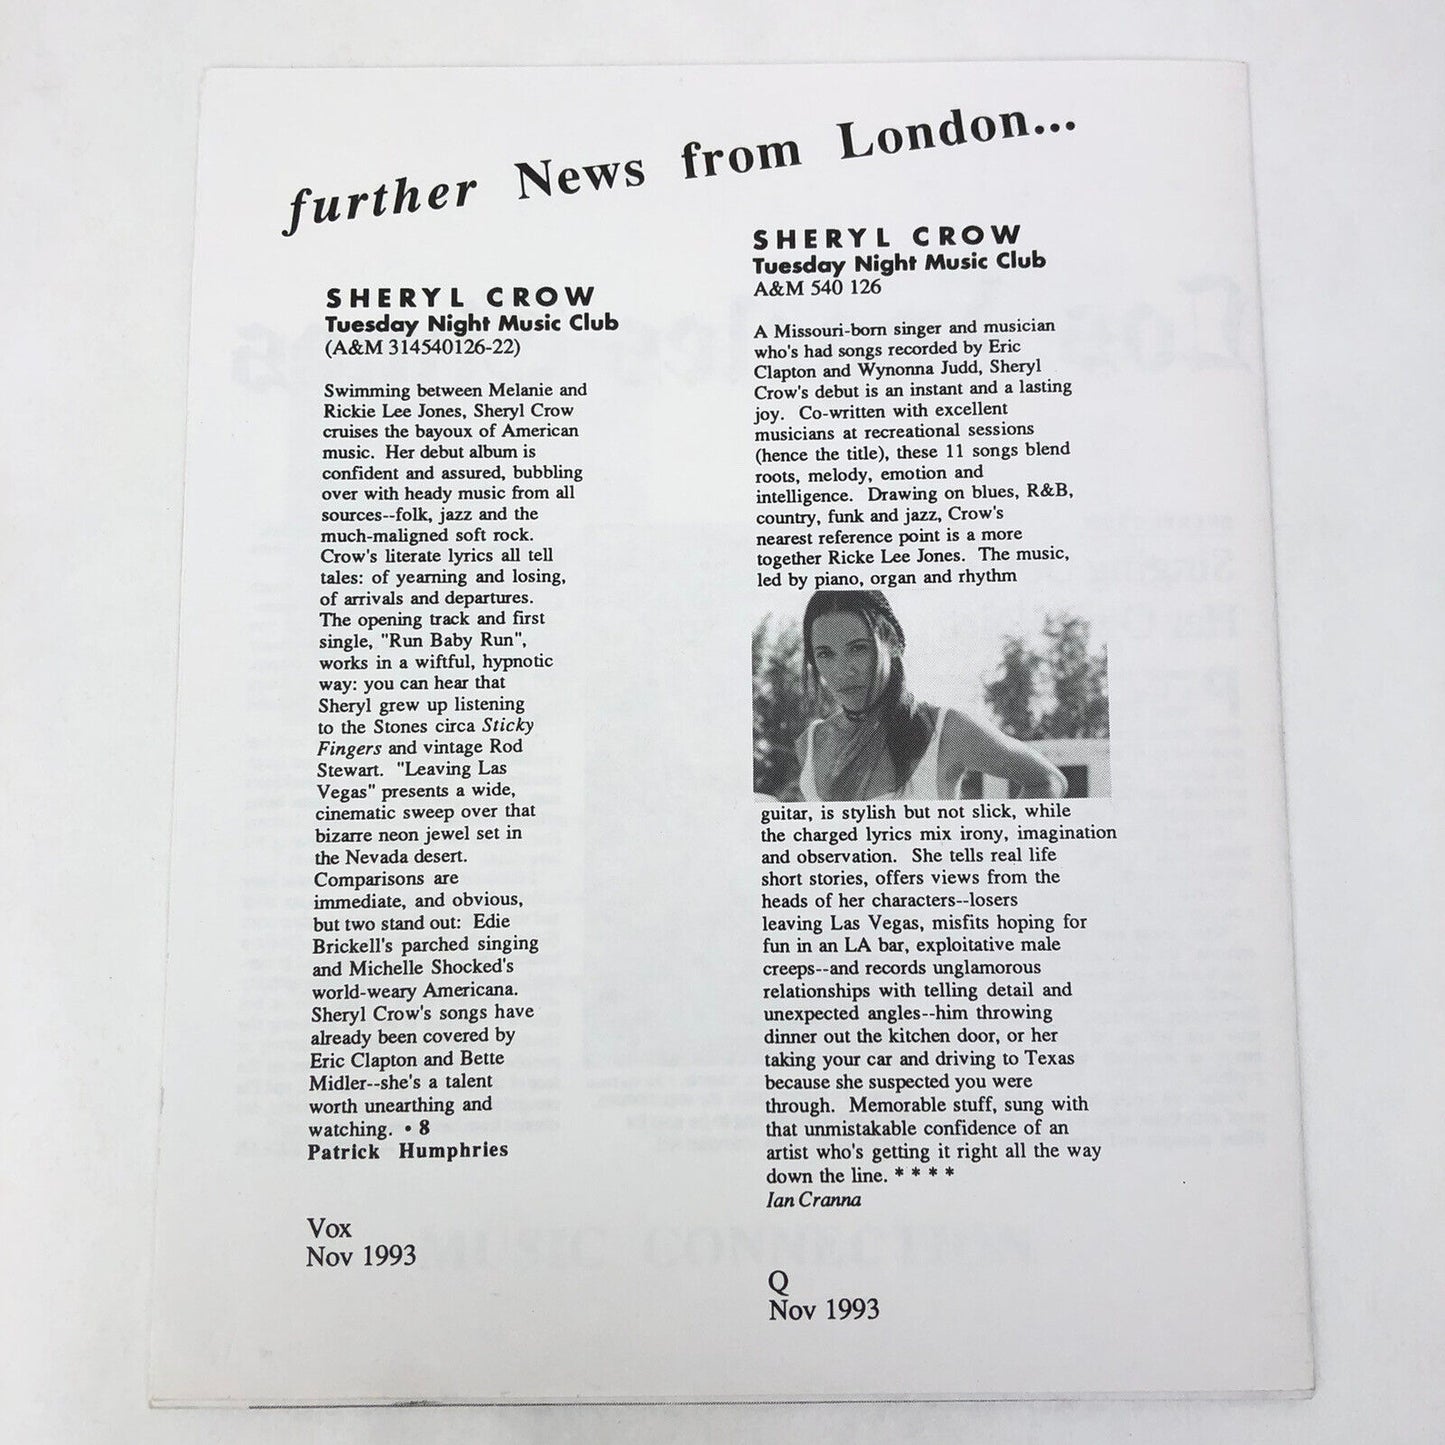 further News from London...
SHERYL CROW
Tuesday Night Music Club
(A&M 314540126-22)
Swimming between Melanie and
Rickie Lee Jones, Sheryl Crow
cruises the bayoux of American
music. Her debut album is
confident and assured, bubbling
over with heady music from all
sources--folk, jazz and the
much-maligned soft rock.
Crow's literate lyrics all tell
tales: of yearning and losing,
of arrivals and departures.
The opening track and first
single, "Run Baby Run",
works in a wiftful, hypnotic
way: you can hear that
Sheryl grew up listening
to the Stones circa Sticky
Fingers and vintage Rod
Stewart. "Leaving Las
Vegas" presents a wide,
cinematic sweep over that
bizarre neon jewel set in
the Nevada desert.
Comparisons are
immediate, and obvious,
but two stand out: Edie
Brickell's parched singing
and Michelle Shocked's
world-weary Americana.
Sheryl Crow's songs have
already been covered by
Eric Clapton and Bette
Midler--she's a talent
worth unearthing and
watching. • 8
Patrick Humphries
Vox
Nov 1993
SHERYL CROW
Tuesday Night Music Club
A&M 540 126
A Missouri-born singer and musician
who's had songs recorded by Eric
Clapton and Wynonna Judd, Sheryl
Crow's debut is an instant and a lasting
joy. Co-written with excellent
musicians at recreational sessions
(hence the title), these 11 songs blend
roots, melody, emotion and
intelligence. Drawing on blues, R&B,
country, funk and jazz, Crow's
nearest reference point is a more
together Ricke Lee Jones. The music,
led by piano, organ and rhythm
guitar, is stylish but not slick, while
the charged lyrics mix irony, imagination
and observation. She tells real life
short stories, offers views from the
heads of her characters--losers
leaving Las Vegas, misfits hoping for
fun in an LA bar, exploitative male
creeps--and records unglamorous
relationships with telling detail and
unexpected angles--him throwing
dinner out the kitchen door, or her
taking your car and driving to Texas
because she suspected you were
through. Memorable stuff, sung with
that unmistakable confidence of an
artist who's getting it right all the way
down the line. * * * *
Ian Cranna
Q
Nov 1993